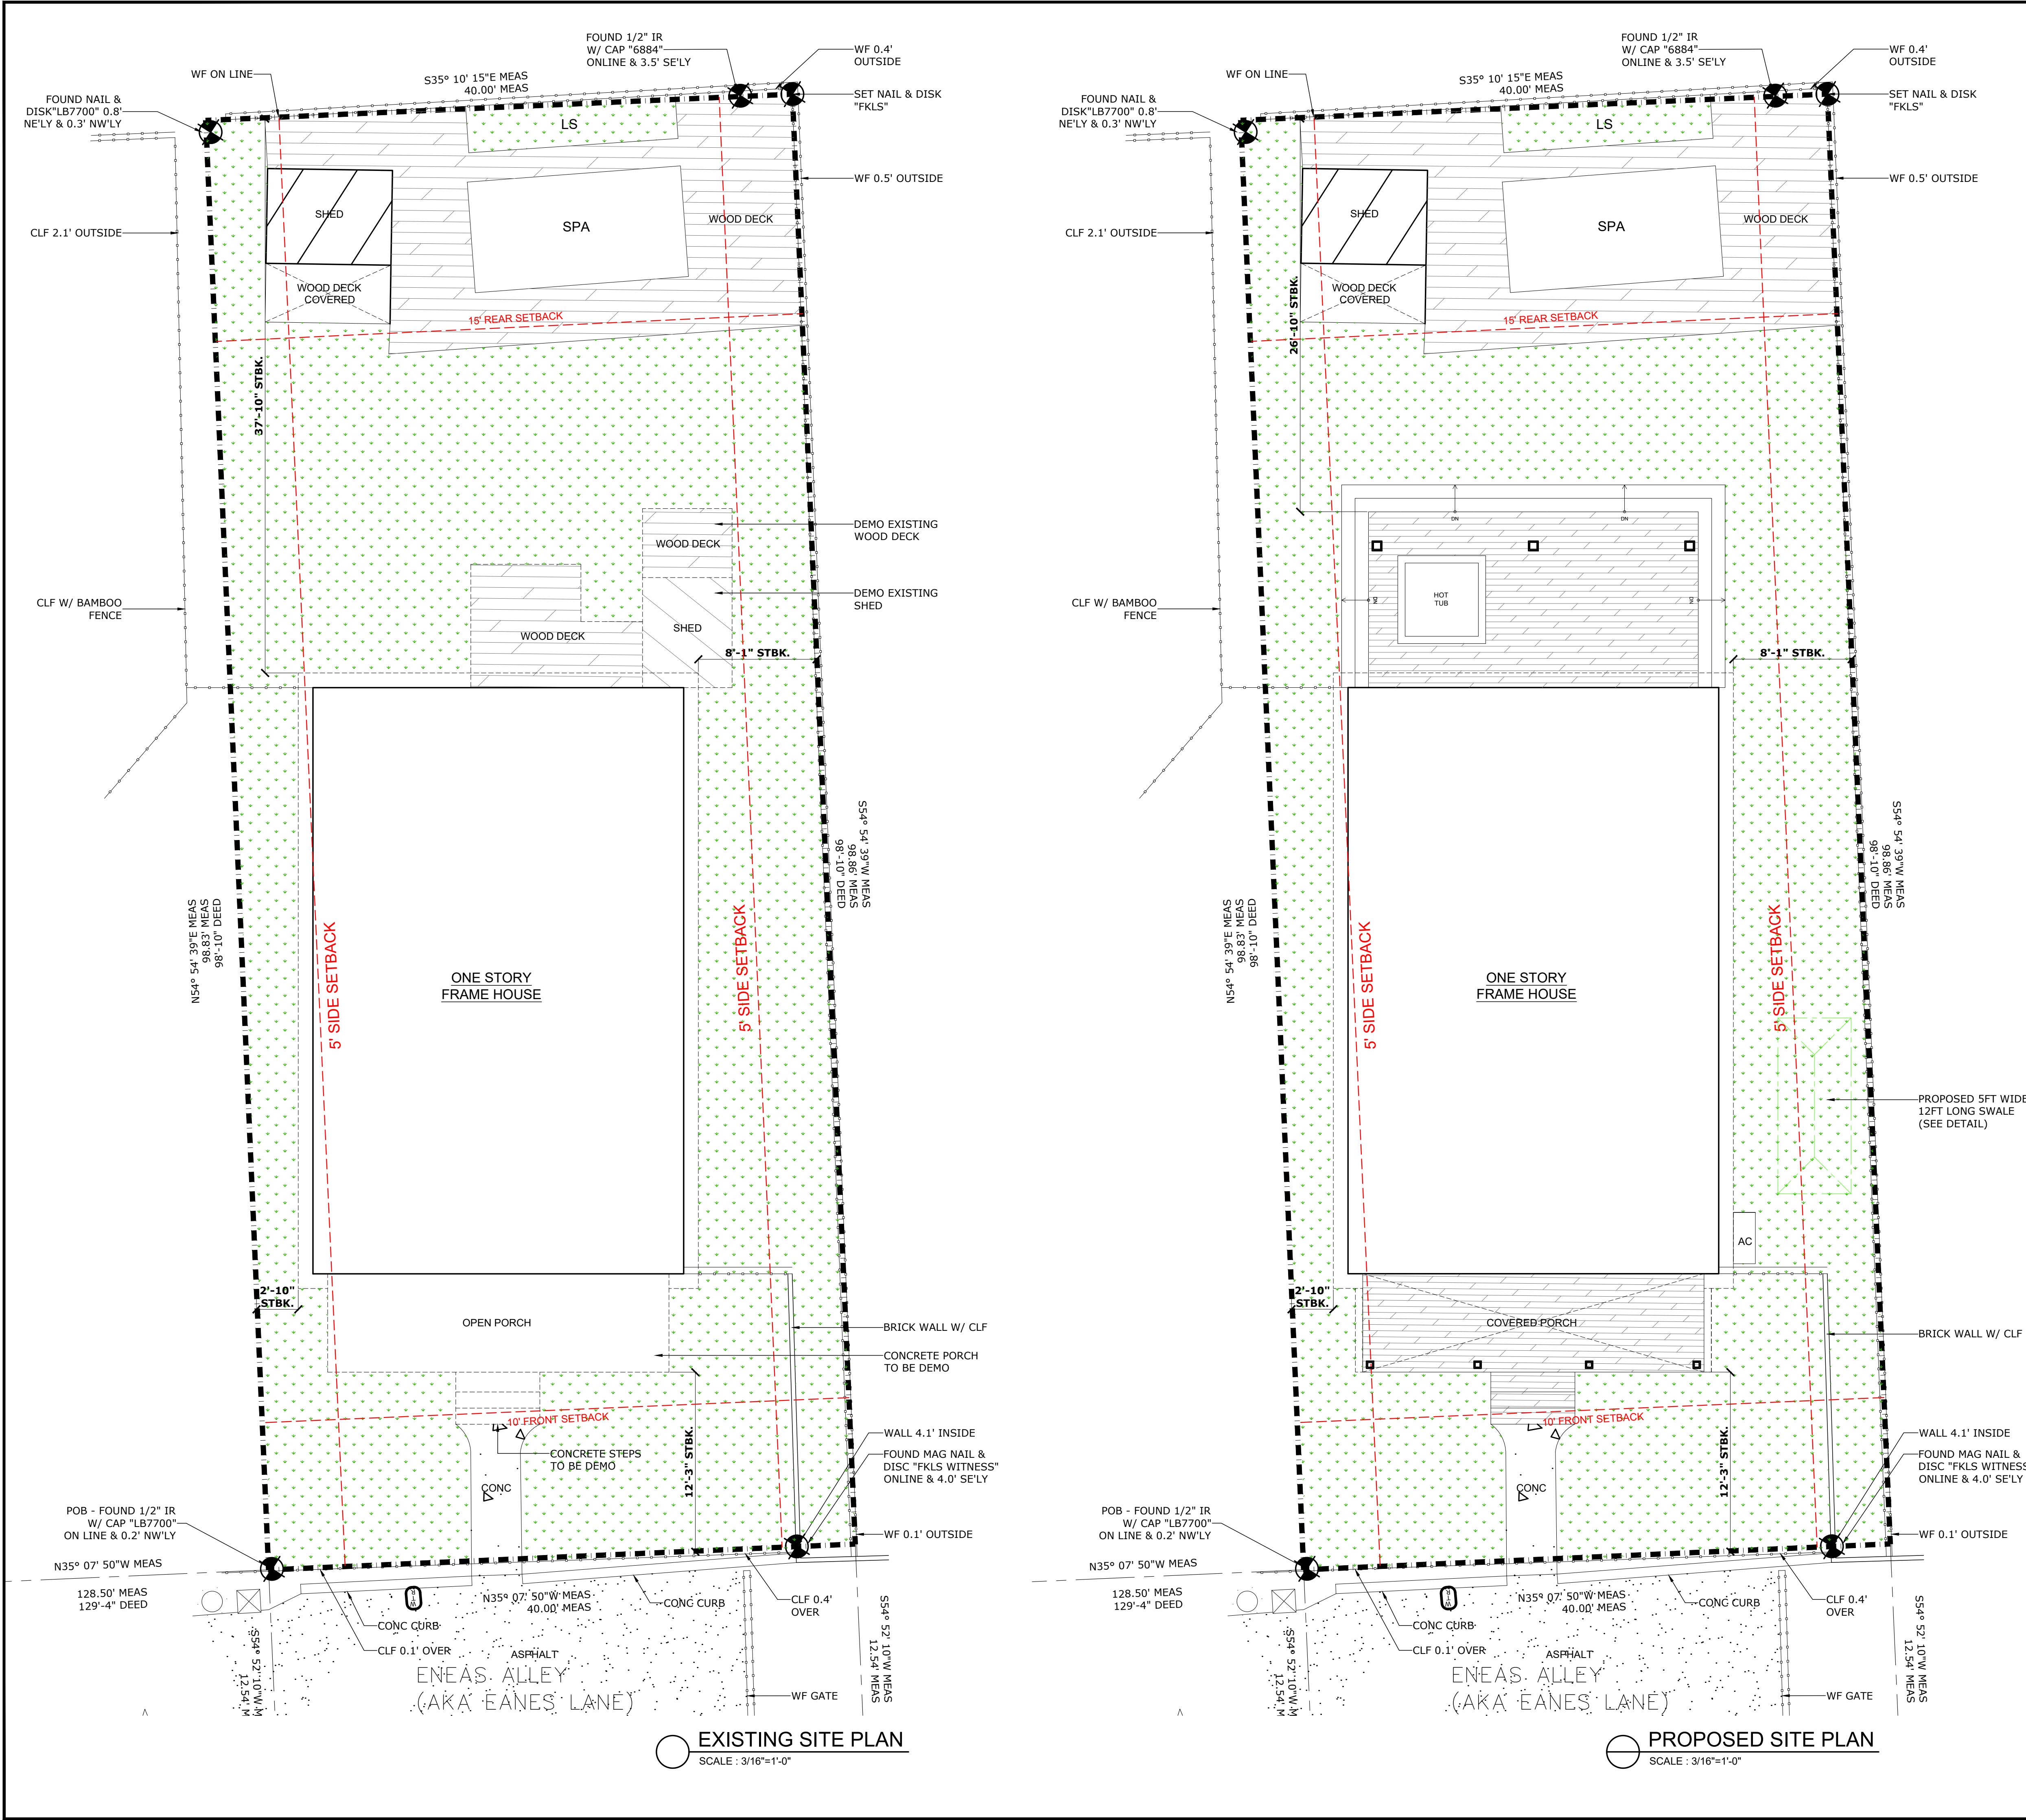 FOUND 1/2" IR
W/ CAP "6884"
ONLINE & 3.5' SE'LY
WF 0.4'
OUTSIDE
WF ON LINE
S35° 10' 15"E MEAS
40.00' MEAS
FOUND NAIL &
DISK"LB7700" 0.8'
NE'LY & 0.3' NW'LY
SET NAIL & DISK
"FKLS"
LS
WF 0.5' OUTSIDE
SHED
SPA
WOOD DECK
CLF 2.1' OUTSIDE
WOOD DECK
COVERED
15' REAR SETBACK
37'-10" STBK.
DEMO EXISTING
WOOD DECK
WOOD DECK
DEMO EXISTING
SHED
CLF W/ BAMBOO
FENCE
WOOD DECK
SHED
8'-1" STBK.
S54° 54' 39"W MEAS
98.86' MEAS
98'-10" DEED
N54° 54' 39"E MEAS
98.83' MEAS
98'-10" DEED
5' SIDE SETBACK
5' SIDE SETBACK
ONE STORY
FRAME HOUSE
2'-10"
STBK.
OPEN PORCH
BRICK WALL W/ CLF
CONCRETE PORCH
TO BE DEMO
10' FRONT SETBACK
CONCRETE STEPS
TO BE DEMO
12'-3" STBK.
WALL 4.1' INSIDE
FOUND MAG NAIL &
DISC "FKLS WITNESS"
ONLINE & 4.0' SE'LY
CONC
POB - FOUND 1/2" IR
W/ CAP "LB7700"
ON LINE & 0.2' NW'LY
WF 0.1' OUTSIDE
N35° 07' 50"W MEAS
128.50' MEAS
129'-4" DEED
N35° 07' 50"W MEAS
40.00' MEAS
CONC CURB
CLF 0.4'
OVER
CONC CURB
CLF 0.1' OVER
ASPHALT
S54° 52' 10"W M
12.54' M
S54° 52' 10"W MEAS
12.54' MEAS
ENEAS ALLEY
(AKA EANES LANE)
WF GATE
EXISTING SITE PLAN
SCALE : 3/16"=1'-0"
FOUND 1/2" IR
W/ CAP "6884"
ONLINE & 3.5' SE'LY
WF 0.4'
OUTSIDE
WF ON LINE
S35° 10' 15"E MEAS
40.00' MEAS
FOUND NAIL &
DISK"LB7700" 0.8'
NE'LY & 0.3' NW'LY
SET NAIL & DISK
"FKLS"
LS
WF 0.5' OUTSIDE
SHED
SPA
WOOD DECK
CLF 2.1' OUTSIDE
WOOD DECK
COVERED
15' REAR SETBACK
26'-10" STBK.
DN
DN
HOT
TUB
DN
DN
CLF W/ BAMBOO
FENCE
8'-1" STBK.
S54° 54' 39"W MEAS
98.86' MEAS
98'-10" DEED
N54° 54' 39"E MEAS
98.83' MEAS
98'-10" DEED
5' SIDE SETBACK
5' SIDE SETBACK
ONE STORY
FRAME HOUSE
PROPOSED 5FT WIDE
12FT LONG SWALE
(SEE DETAIL)
AC
2'-10"
STBK.
COVERED PORCH
BRICK WALL W/ CLF
10' FRONT SETBACK
12'-3" STBK.
WALL 4.1' INSIDE
FOUND MAG NAIL &
DISC "FKLS WITNESS
ONLINE & 4.0' SE'LY
CONC
POB - FOUND 1/2" IR
W/ CAP "LB7700"
ON LINE & 0.2' NW'LY
WF 0.1' OUTSIDE
N35° 07' 50"W MEAS
128.50' MEAS
129'-4" DEED
N35° 07' 50"W MEAS
40.00' MEAS
CONC CURB
CLF 0.4'
OVER
CONC CURB
CLF 0.1' OVER
ASPHALT
S54° 52' 10"W M
12.54' M
S54° 52' 10"W MEAS
12.54' MEAS
ENEAS ALLEY
(AKA EANES LANE)
WF GATE
PROPOSED SITE PLAN
SCALE : 3/16"=1'-0"